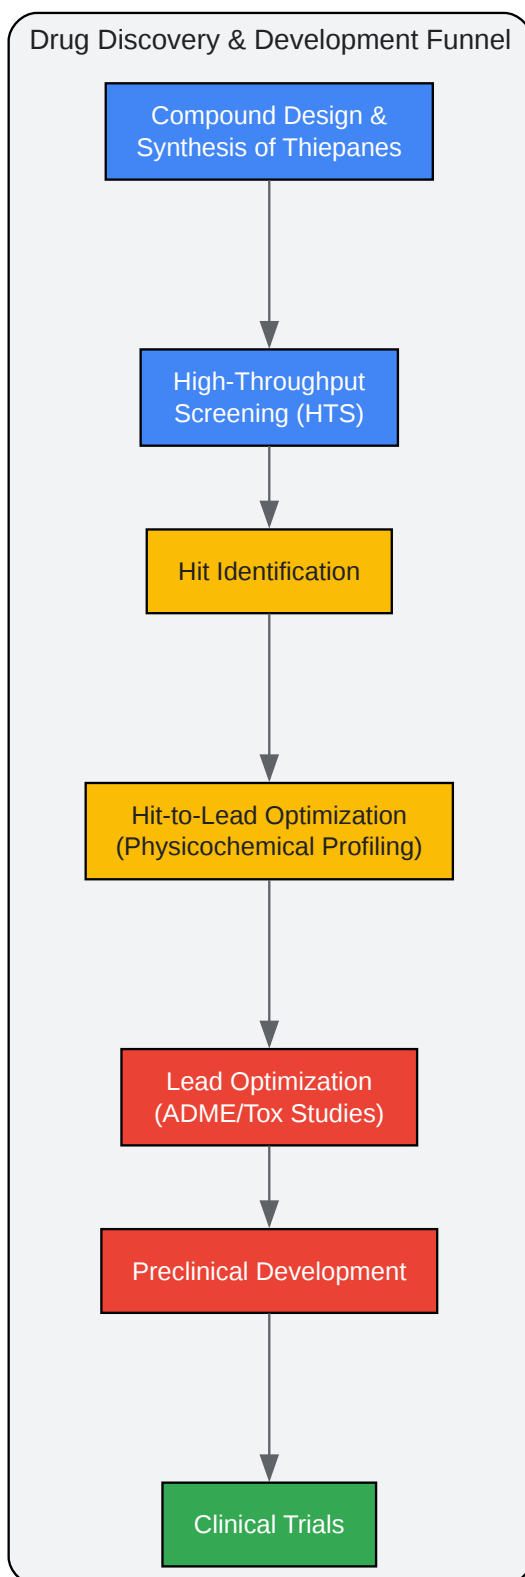 Drug Discovery & Development Funnel
Compound Design &
Synthesis of Thiepanes
High-Throughput
Screening (HTS)
Hit Identification
Hit-to-Lead Optimization
(Physicochemical Profiling)
Lead Optimization
(ADME/Tox Studies)
Preclinical Development
Clinical Trials